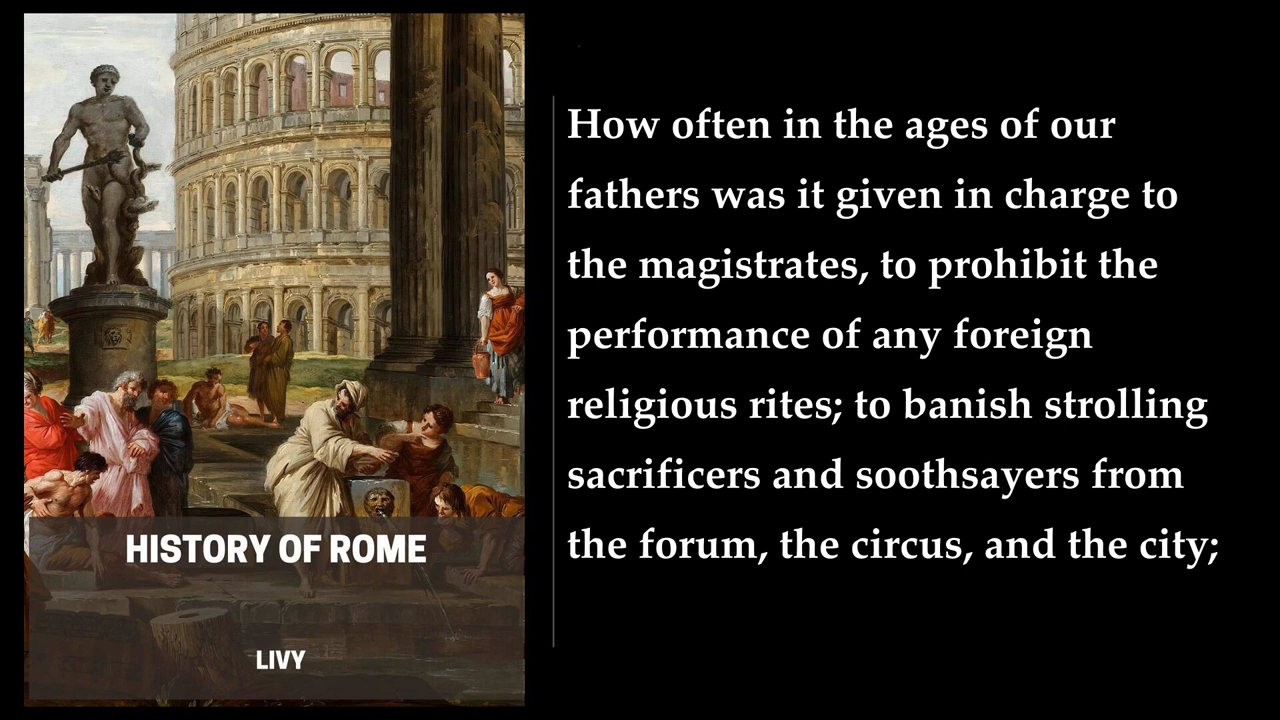 HISTORY OF ROME
LIVY
How often in the ages of our
fathers was it given in charge to
the magistrates, to prohibit the
performance of any foreign
religious rites; to banish strolling
sacrificers and soothsayers from
the forum, the circus, and the city;